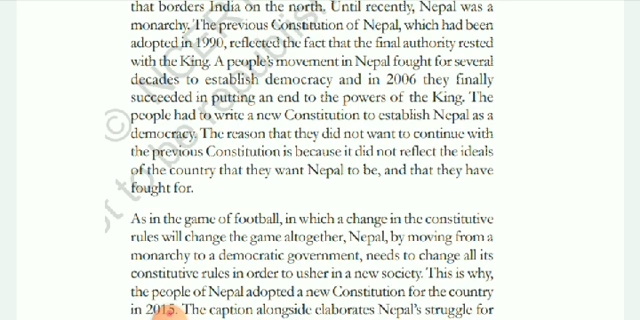 that borders India on the north. Until recently, Nepal was a
monarchy. The previous Constitution of Nepal, which had been
adopted in 1990, reflected the fact that the final authority rested
with the King. A people's movement in Nepal fought for several
decades to establish democracy and in 2006 they finally
succeeded in putting an end to the powers of the King. The
people had to write a new Constitution to establish Nepal as a
democracy. The reason that they did not want to continue with
the previous Constitution is because it did not reflect the ideals
of the country that they want Nepal to be, and that they have
fought for.
As in the game of football, in which a change in the constitutive
rules will change the game altogether, Nepal, by moving from a
monarchy to a democratic government, needs to change all its
constitutive rules in order to usher in a new society. This is why,
the people of Nepal adopted a new Constitution for the country
in 2015. The caption alongside elaborates Nepal's struggle for